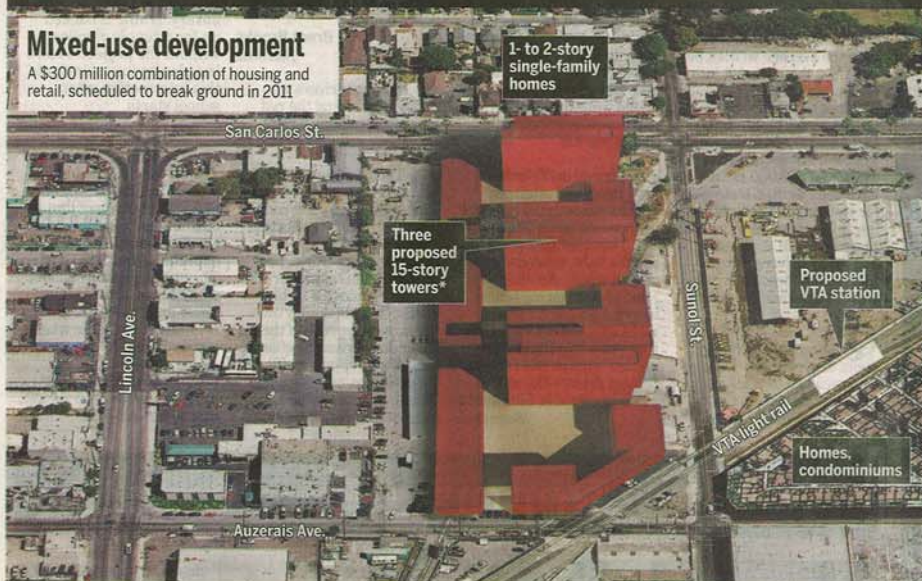 Mixed-use development
A $300 million combination of housing and
retail, scheduled to break ground in 2011
1- to 2-story
single-family
homes
San Carlos St.
Three
proposed
15-story
towers*
Proposed
VTA station
Lincoln Ave.
Sunol St.
VTA light rail
Homes,
condominiums
Auzerais Ave.